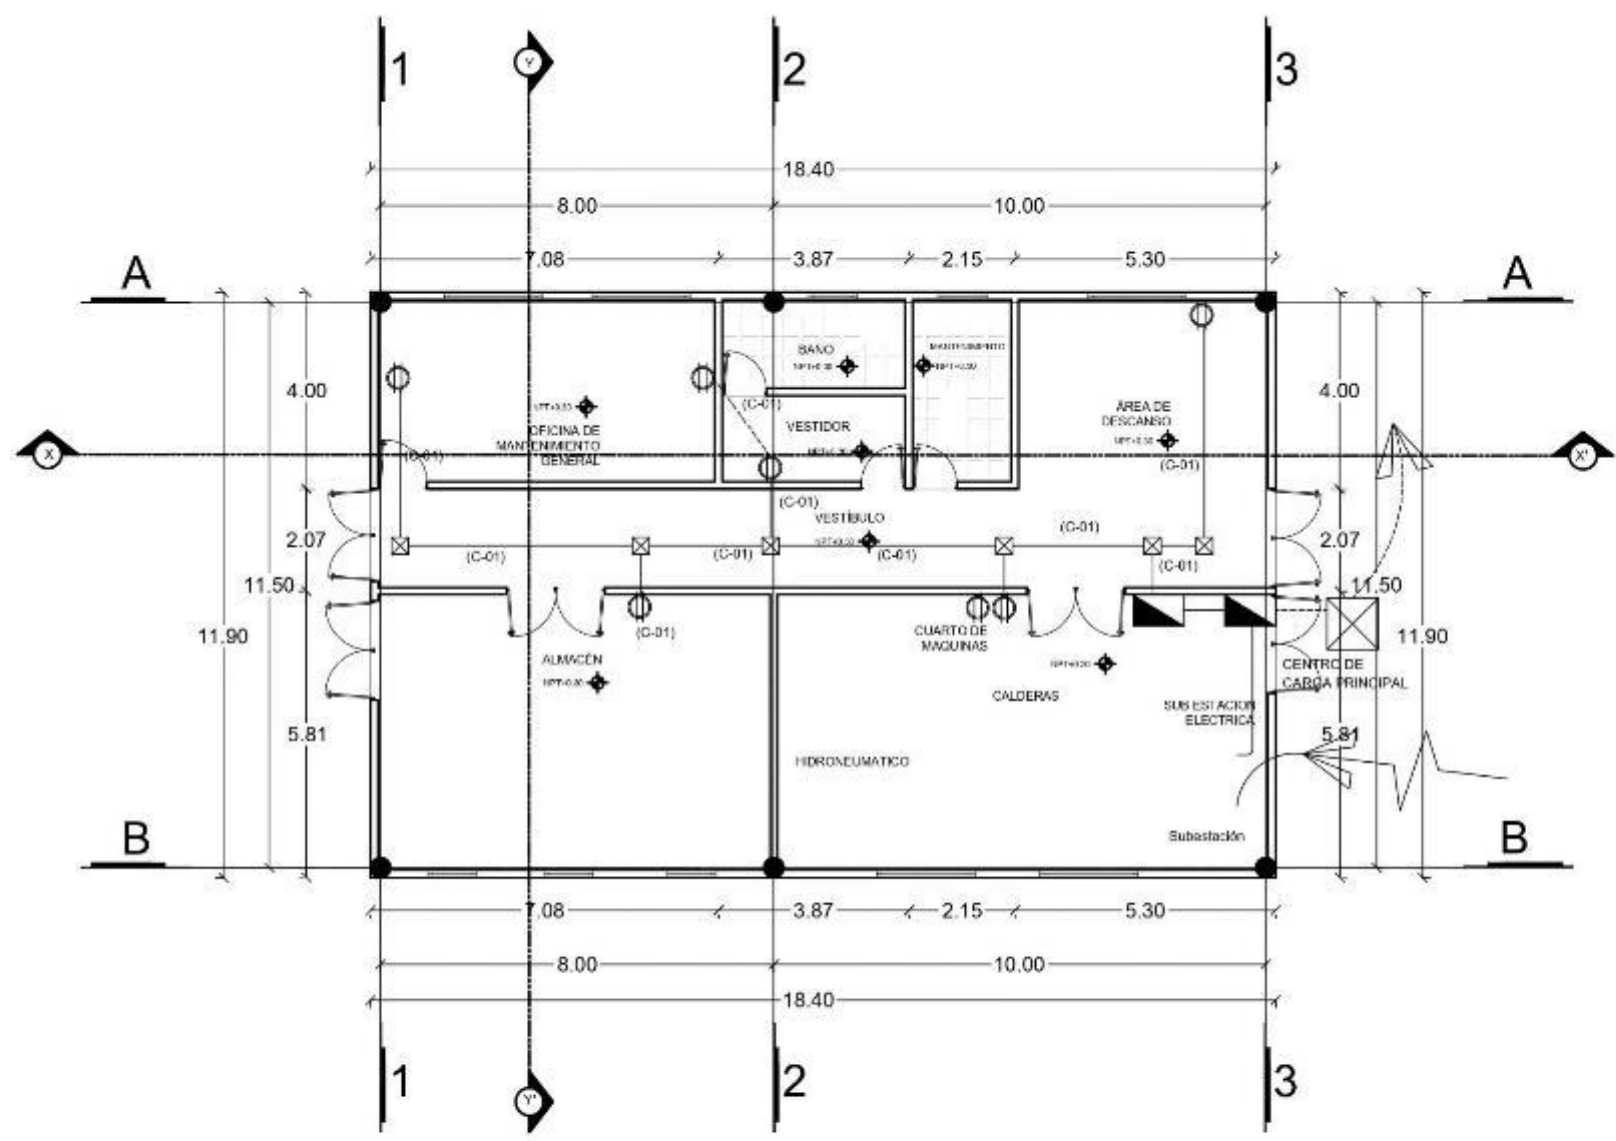 1
2
3
Y
18.40
8.00
10.00
7.08
3.87
2.15
5.30
A
A
BANO
MANTENIMIENTO
4.00
4.00
(C-01)
ÁREA DE
DESCANSO
VESTIDOR
OFICINA DE
MANTENIMIENTO
GENERAL
X
X'
(C-01)
(C-01)
(C-01)
VESTÍBULO
(C-01)
2.07
2.07
(C-01)
(C-01)
(C-01)
(C-01)
11.50
11.50
11.90
11.90
(C-01)
CUARTO DE
MAQUINAS
ALMACÉN
CENTRO DE
CARGA PRINCIPAL
CALDERAS
SUB ESTACION
ELECTRICA
5.81
5.81
HIDRONEUMATICO
Subestación
B
B
7.08
3.87
2.15
5.30
8.00
10.00
18.40
1
2
3
Y'